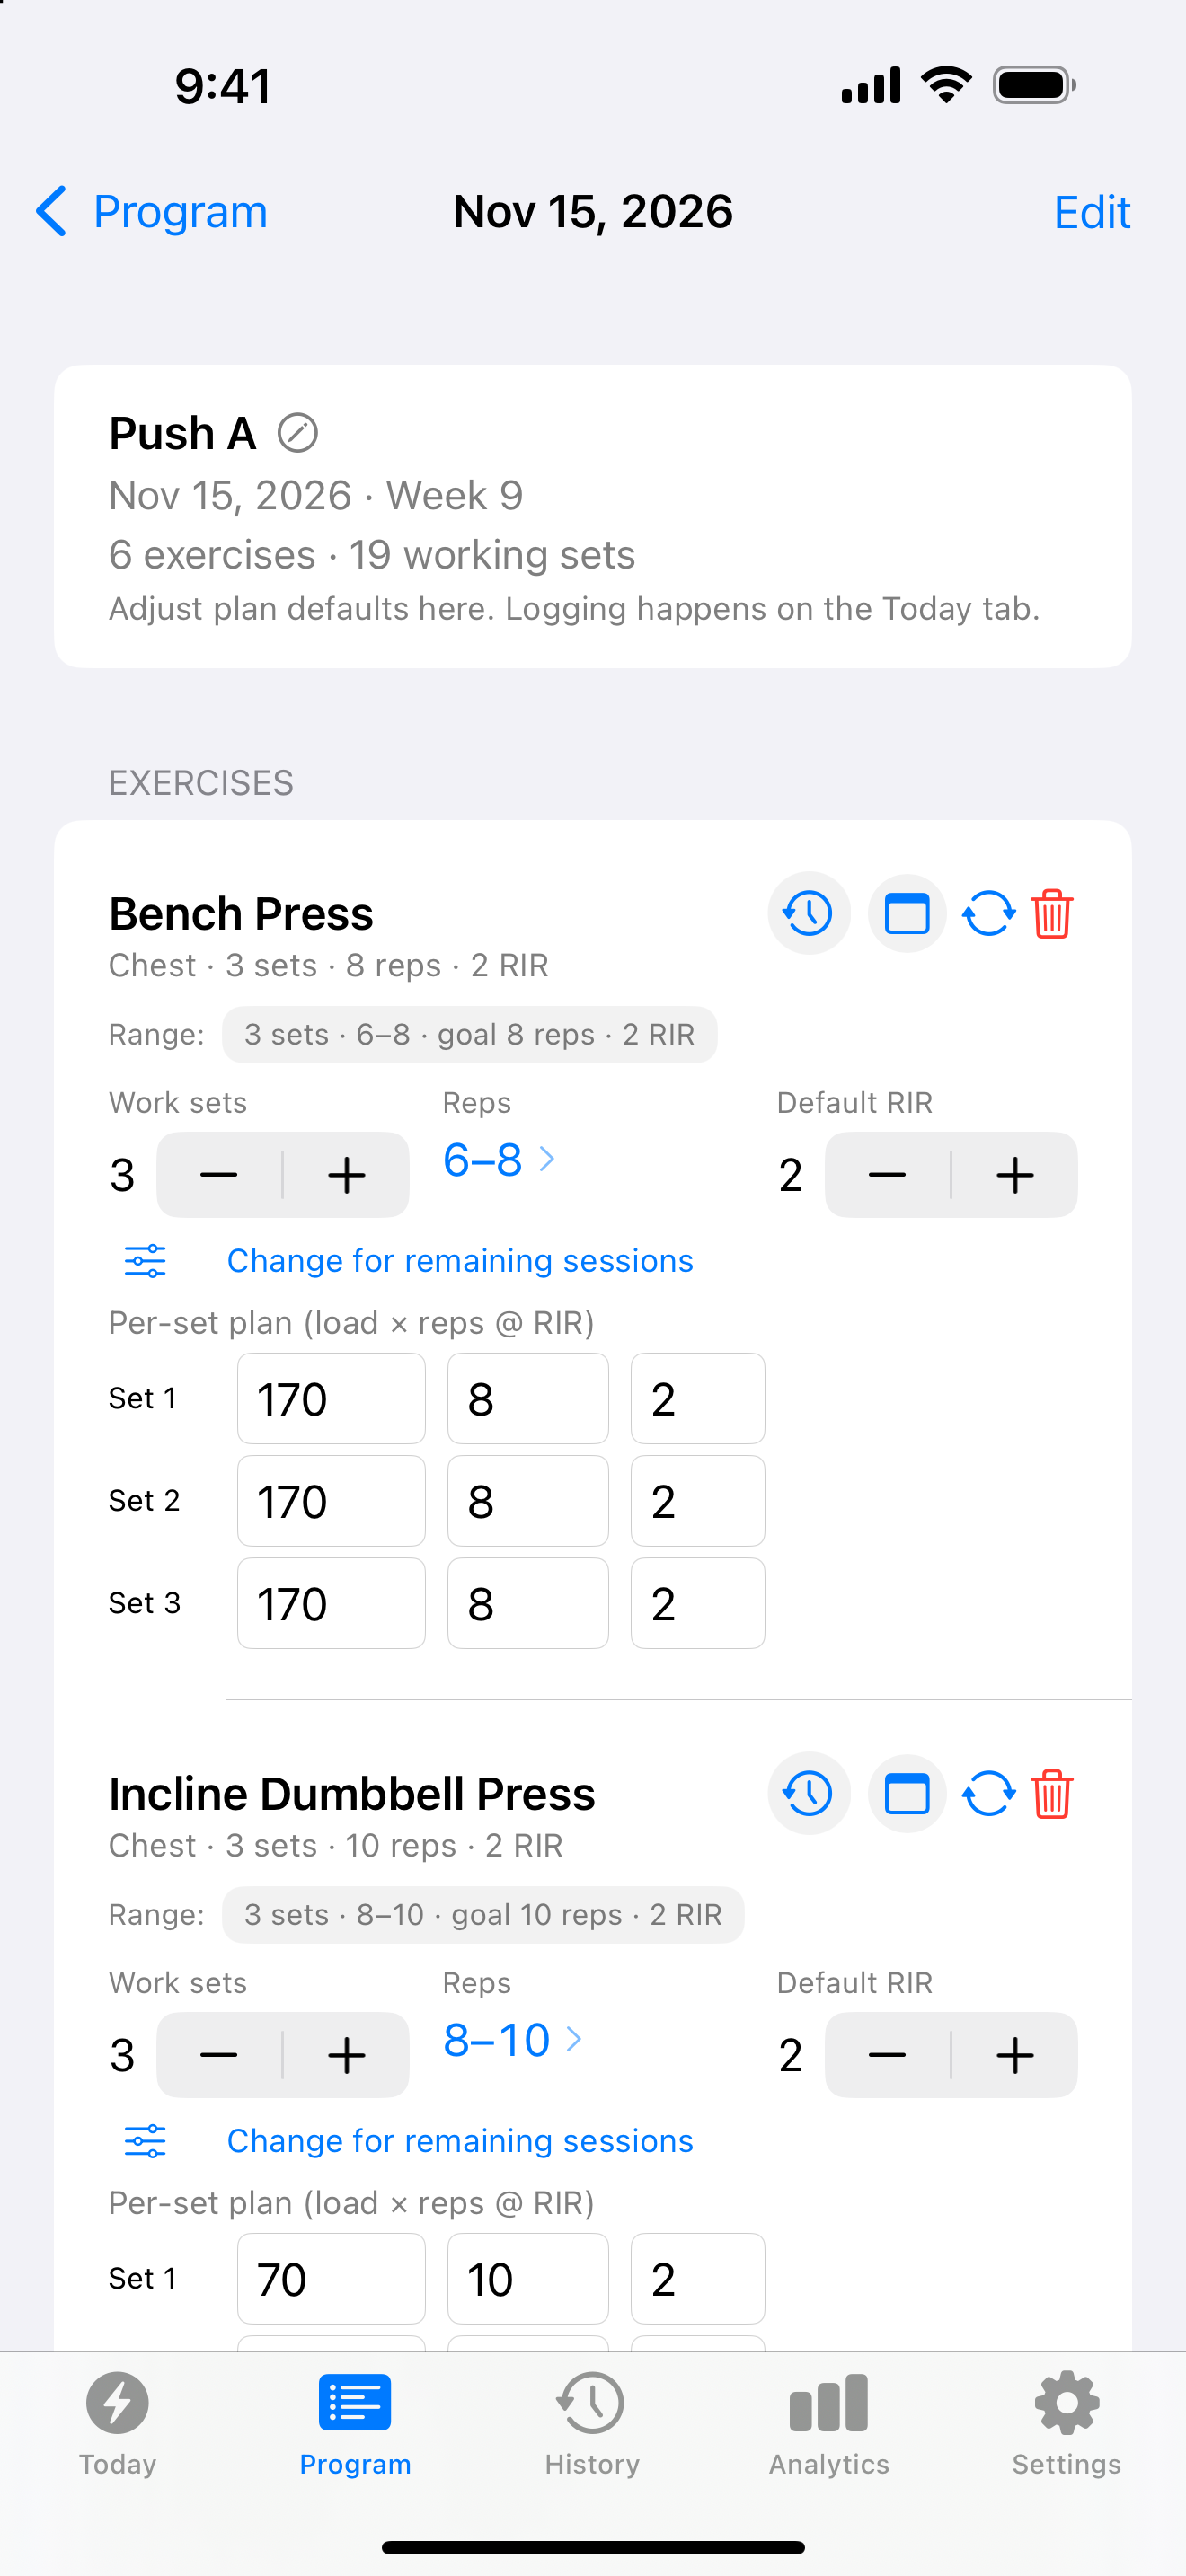 9:41
Program
Nov 15, 2026
Edit
Push A
Nov 15, 2026 · Week 9
6 exercises · 19 working sets
Adjust plan defaults here. Logging happens on the Today tab.
EXERCISES
Bench Press
Chest · 3 sets · 8 reps · 2 RIR
Range: 3 sets · 6–8 · goal 8 reps · 2 RIR
Work sets Reps Default RIR
3 6–8 2
Change for remaining sessions
Per-set plan (load × reps @ RIR)
Set 1 170 8 2
Set 2 170 8 2
Set 3 170 8 2
Incline Dumbbell Press
Chest · 3 sets · 10 reps · 2 RIR
Range: 3 sets · 8–10 · goal 10 reps · 2 RIR
Work sets Reps Default RIR
3 8–10 2
Change for remaining sessions
Per-set plan (load × reps @ RIR)
Set 1 70 10 2
Today Program History Analytics Settings